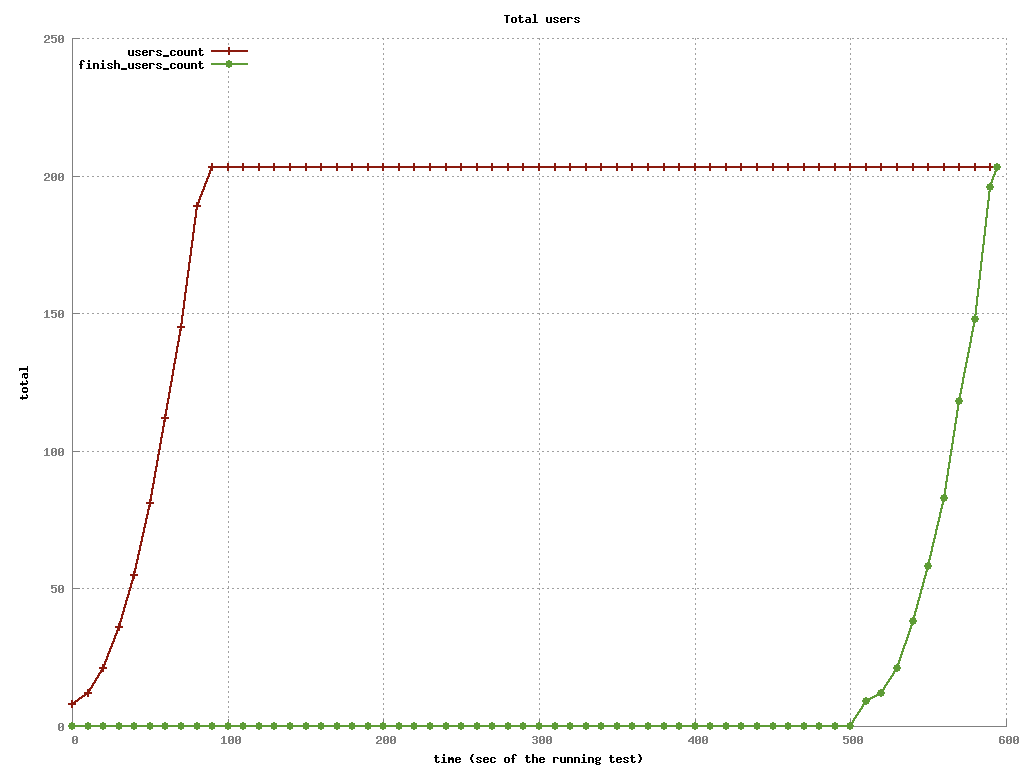 Total users
users_count
finish_users_count
250
200
150
100
50
0
total
0 100 200 300 400 500 600
time (sec of the running test)